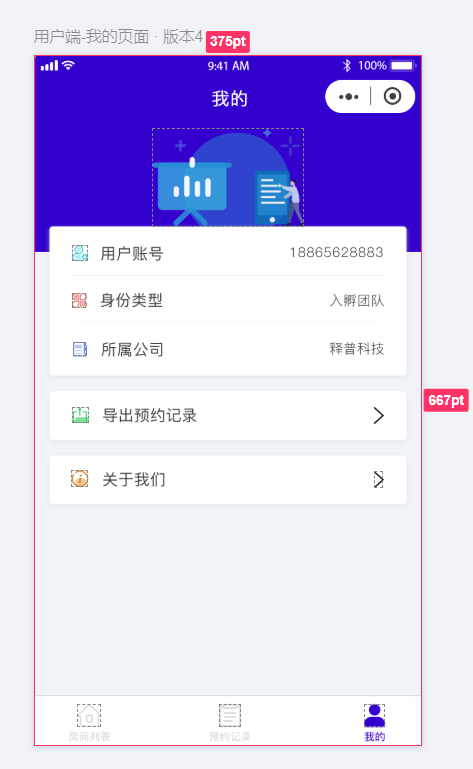 用户端-我的页面 · 版本4
375pt
9:41 AM
100%
我的
用户账号 18865628883
身份类型 入孵团队
所属公司 释普科技
导出预约记录
667pt
关于我们
房间列表 预约记录 我的